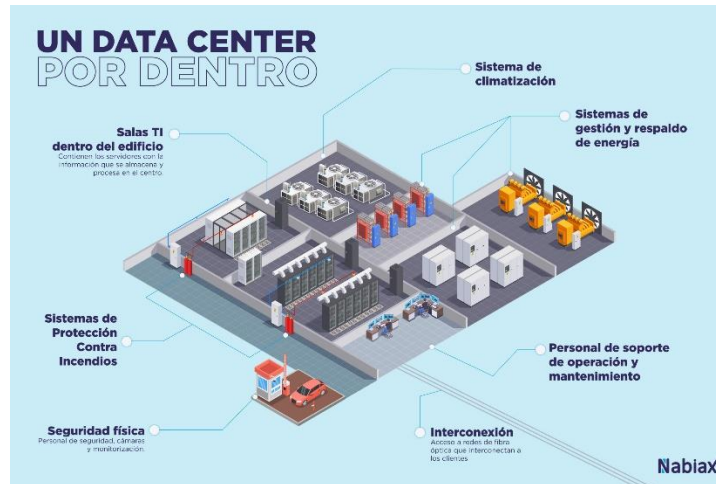 UN DATA CENTER
POR DENTRO
Sistema de
climatización
Salas TI
dentro del edificio
Contienen los servidores con la
información que se almacena y
procesa en el centro.
Sistemas de
gestión y respaldo
de energía
Sistemas de
Protección
Contra
Incendios
Personal de soporte
de operación y
mantenimiento
Seguridad física
Personal de seguridad, cámaras
y monitorización.
Interconexión
Acceso a redes de fibra
óptica que interconectan a
los clientes
Nabiax